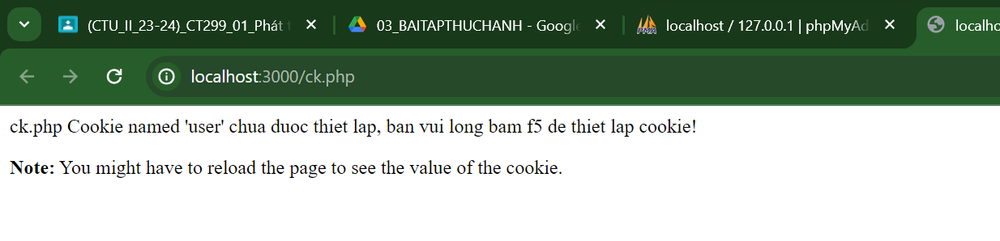 (CTU_II_23-24)_CT299_01_Phát
03_BAITAPTHUCHANH - Google
localhost / 127.0.0.1 | phpMyAd
localho
localhost:3000/ck.php
ck.php Cookie named 'user' chua duoc thiet lap, ban vui long bam f5 de thiet lap cookie!
Note: You might have to reload the page to see the value of the cookie.